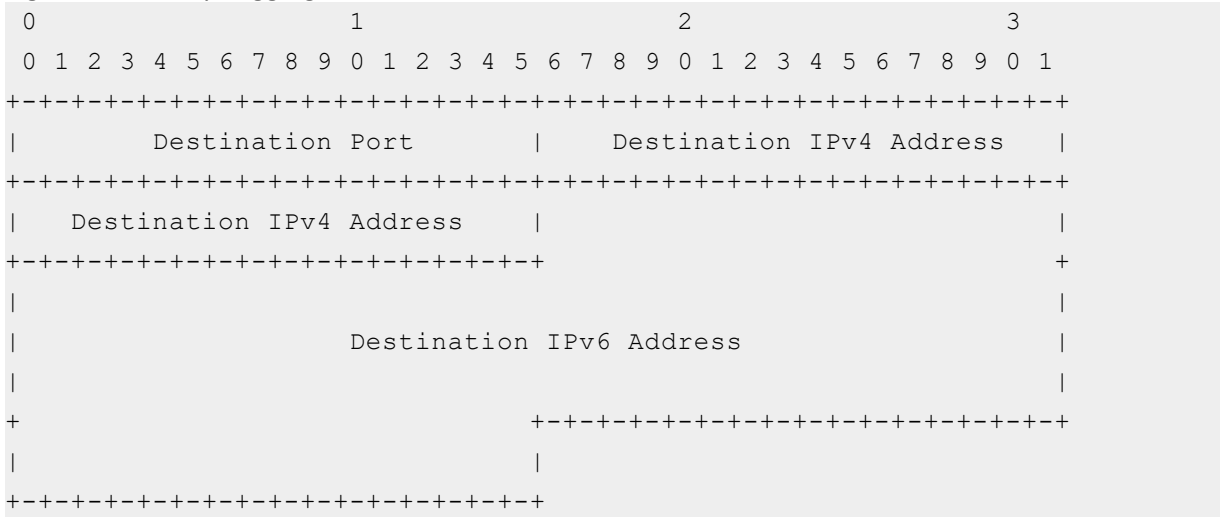 0                   1                   2                   3
 0 1 2 3 4 5 6 7 8 9 0 1 2 3 4 5 6 7 8 9 0 1 2 3 4 5 6 7 8 9 0 1
+-+-+-+-+-+-+-+-+-+-+-+-+-+-+-+-+-+-+-+-+-+-+-+-+-+-+-+-+-+-+-+-+
|        Destination Port       |    Destination IPv4 Address   |
+-+-+-+-+-+-+-+-+-+-+-+-+-+-+-+-+-+-+-+-+-+-+-+-+-+-+-+-+-+-+-+-+
|   Destination IPv4 Address    |                               |
+-+-+-+-+-+-+-+-+-+-+-+-+-+-+-+-+                               +
|                                                               |
|                    Destination IPv6 Address                   |
|                                                               |
+                               +-+-+-+-+-+-+-+-+-+-+-+-+-+-+-+-+
|                               |
+-+-+-+-+-+-+-+-+-+-+-+-+-+-+-+-+